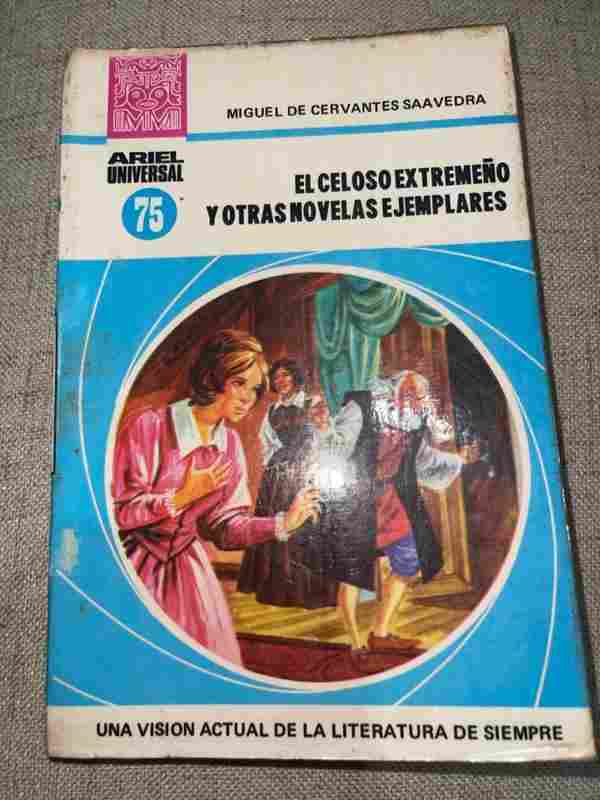 MIGUEL DE CERVANTES SAAVEDRA
ARIEL
UNIVERSAL
75
EL CELOSO EXTREMEÑO
Y OTRAS NOVELAS EJEMPLARES
UNA VISION ACTUAL DE LA LITERATURA DE SIEMPRE